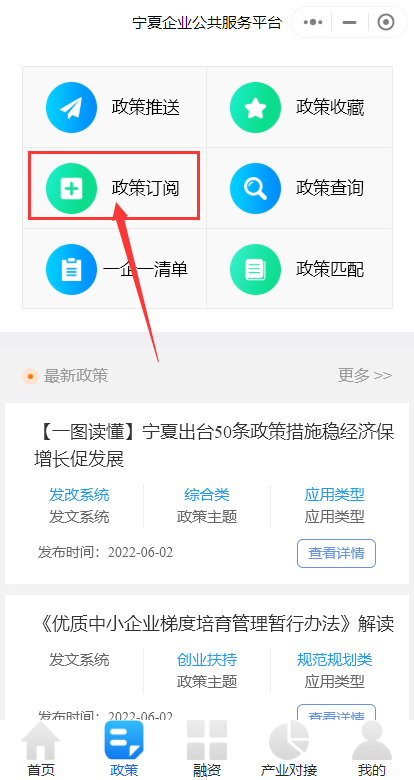 宁夏企业公共服务平台
政策推送 政策收藏
政策订阅 政策查询
一企一清单 政策匹配
最新政策 更多 >>
【一图读懂】宁夏出台50条政策措施稳经济保
增长促发展
发改系统 综合类 应用类型
发文系统 政策主题 应用类型
发布时间：2022-06-02 查看详情
《优质中小企业梯度培育管理暂行办法》解读
创业扶持 规范规划类
发文系统 政策主题 应用类型
发布时间：2022-06-02 查看详情
首页 政策 融资 产业对接 我的